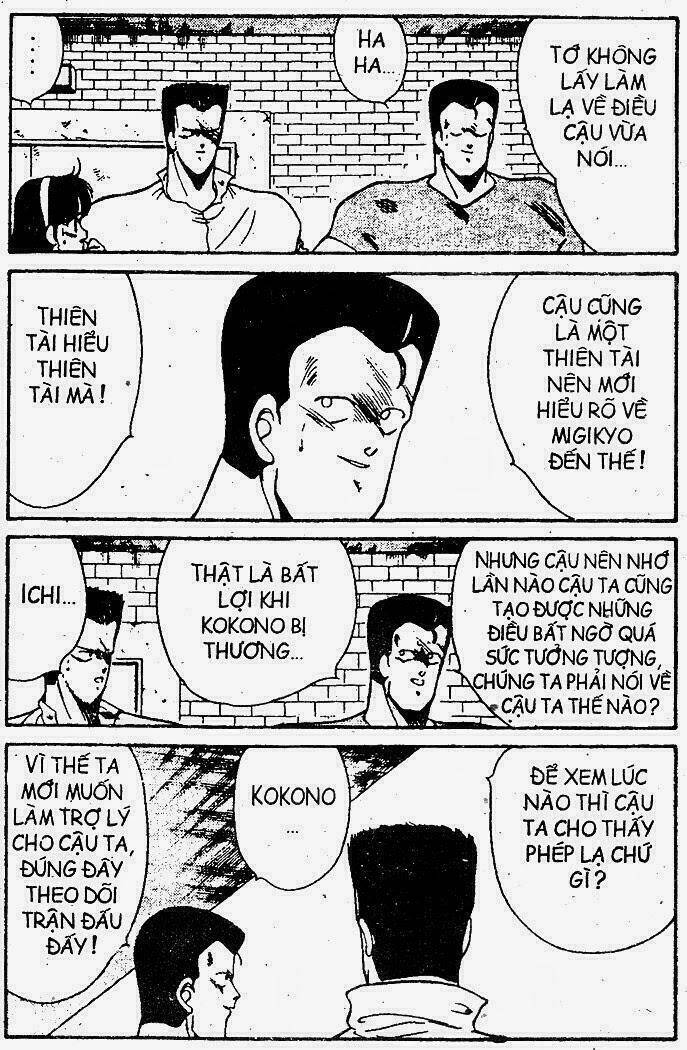 TỚ KHÔNG
LẤY LÀM
LẠ VỀ ĐIỀU
CẬU VỪA
NÓI...
HA
HA...
...
CẬU CŨNG
LÀ MỘT
THIÊN TÀI
NÊN MỚI
HIỂU RÕ VỀ
MIGIKYO
ĐẾN THẾ!
THIÊN
TÀI HIỂU
THIÊN
TÀI MÀ!
NHƯNG CẬU NÊN NHỚ
LẦN NÀO CẬU TA CŨNG
TẠO ĐƯỢC NHỮNG
ĐIỀU BẤT NGỜ QUÁ
SỨC TƯỞNG TƯỢNG,
CHÚNG TA PHẢI NÓI VỀ
CẬU TA THẾ NÀO?
THẬT LÀ BẤT
LỢI KHI
KOKONO BỊ
THƯƠNG...
ICHI...
ĐỂ XEM LÚC
NÀO THÌ CẬU
TA CHO THẤY
PHÉP LẠ CHỨ
GÌ?
KOKONO
...
VÌ THẾ TA
MỚI MUỐN
LÀM TRỢ LÝ
CHO CẬU TA,
ĐÚNG ĐÂY
THEO DÕI
TRẬN ĐẤU
ĐẤY!